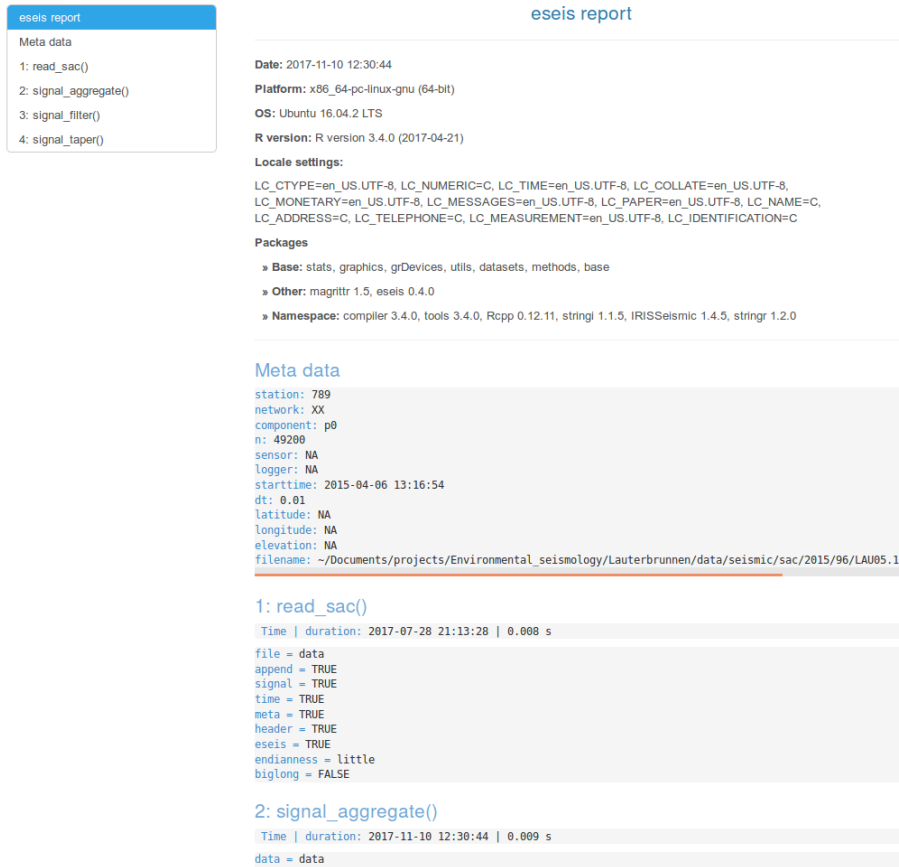 eseis report
Meta data
1: read_sac()
2: signal_aggregate()
3: signal_filter()
4: signal_taper()
eseis report
Date: 2017-11-10 12:30:44
Platform: x86_64-pc-linux-gnu (64-bit)
OS: Ubuntu 16.04.2 LTS
R version: R version 3.4.0 (2017-04-21)
Locale settings:
LC_CTYPE=en_US.UTF-8, LC_NUMERIC=C, LC_TIME=en_US.UTF-8, LC_COLLATE=en_US.UTF-8,
LC_MONETARY=en_US.UTF-8, LC_MESSAGES=en_US.UTF-8, LC_PAPER=en_US.UTF-8, LC_NAME=C,
LC_ADDRESS=C, LC_TELEPHONE=C, LC_MEASUREMENT=en_US.UTF-8, LC_IDENTIFICATION=C
Packages
» Base: stats, graphics, grDevices, utils, datasets, methods, base
» Other: magrittr 1.5, eseis 0.4.0
» Namespace: compiler 3.4.0, tools 3.4.0, Rcpp 0.12.11, stringi 1.1.5, IRISSeismic 1.4.5, stringr 1.2.0
Meta data
station: 789
network: XX
component: p0
n: 49200
sensor: NA
logger: NA
starttime: 2015-04-06 13:16:54
dt: 0.01
latitude: NA
longitude: NA
elevation: NA
filename: ~/Documents/projects/Environmental_seismology/Lauterbrunnen/data/seismic/sac/2015/96/LAU05.1
1: read_sac()
Time | duration: 2017-07-28 21:13:28 | 0.008 s
file = data
append = TRUE
signal = TRUE
time = TRUE
meta = TRUE
header = TRUE
eseis = TRUE
endianness = little
biglong = FALSE
2: signal_aggregate()
Time | duration: 2017-11-10 12:30:44 | 0.009 s
data = data